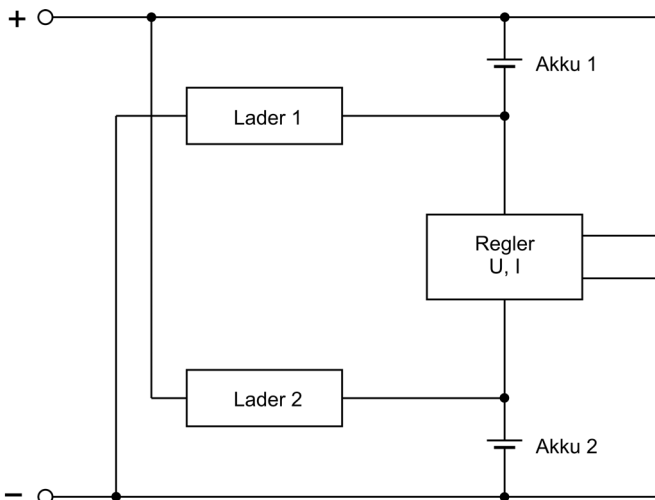 +
Akku 1
Lader 1
Regler
U, I
Lader 2
Akku 2
–